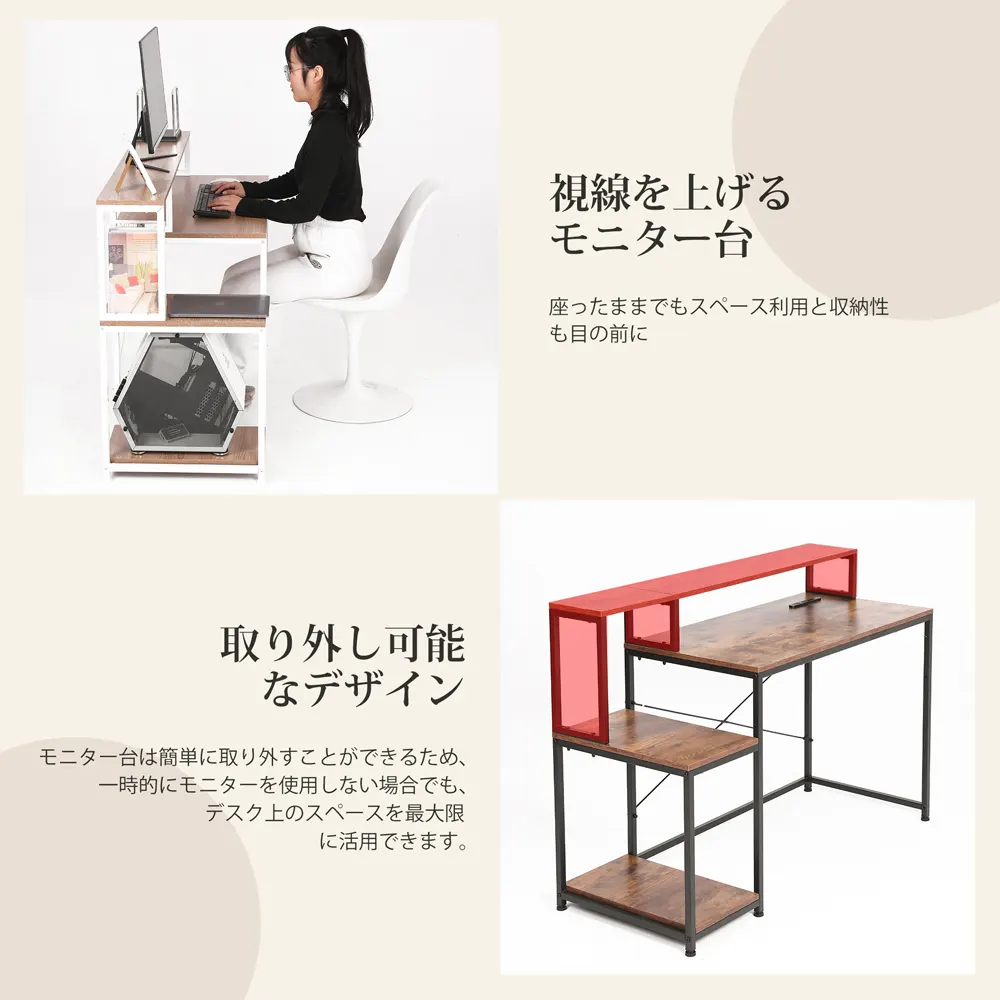 視線を上げる
モニター台
座ったままでもスペース利用と収納性
も目の前に
取り外し可能
なデザイン
モニター台は簡単に取り外すことができるため、
一時的にモニターを使用しない場合でも、
デスク上のスペースを最大限
に活用できます。